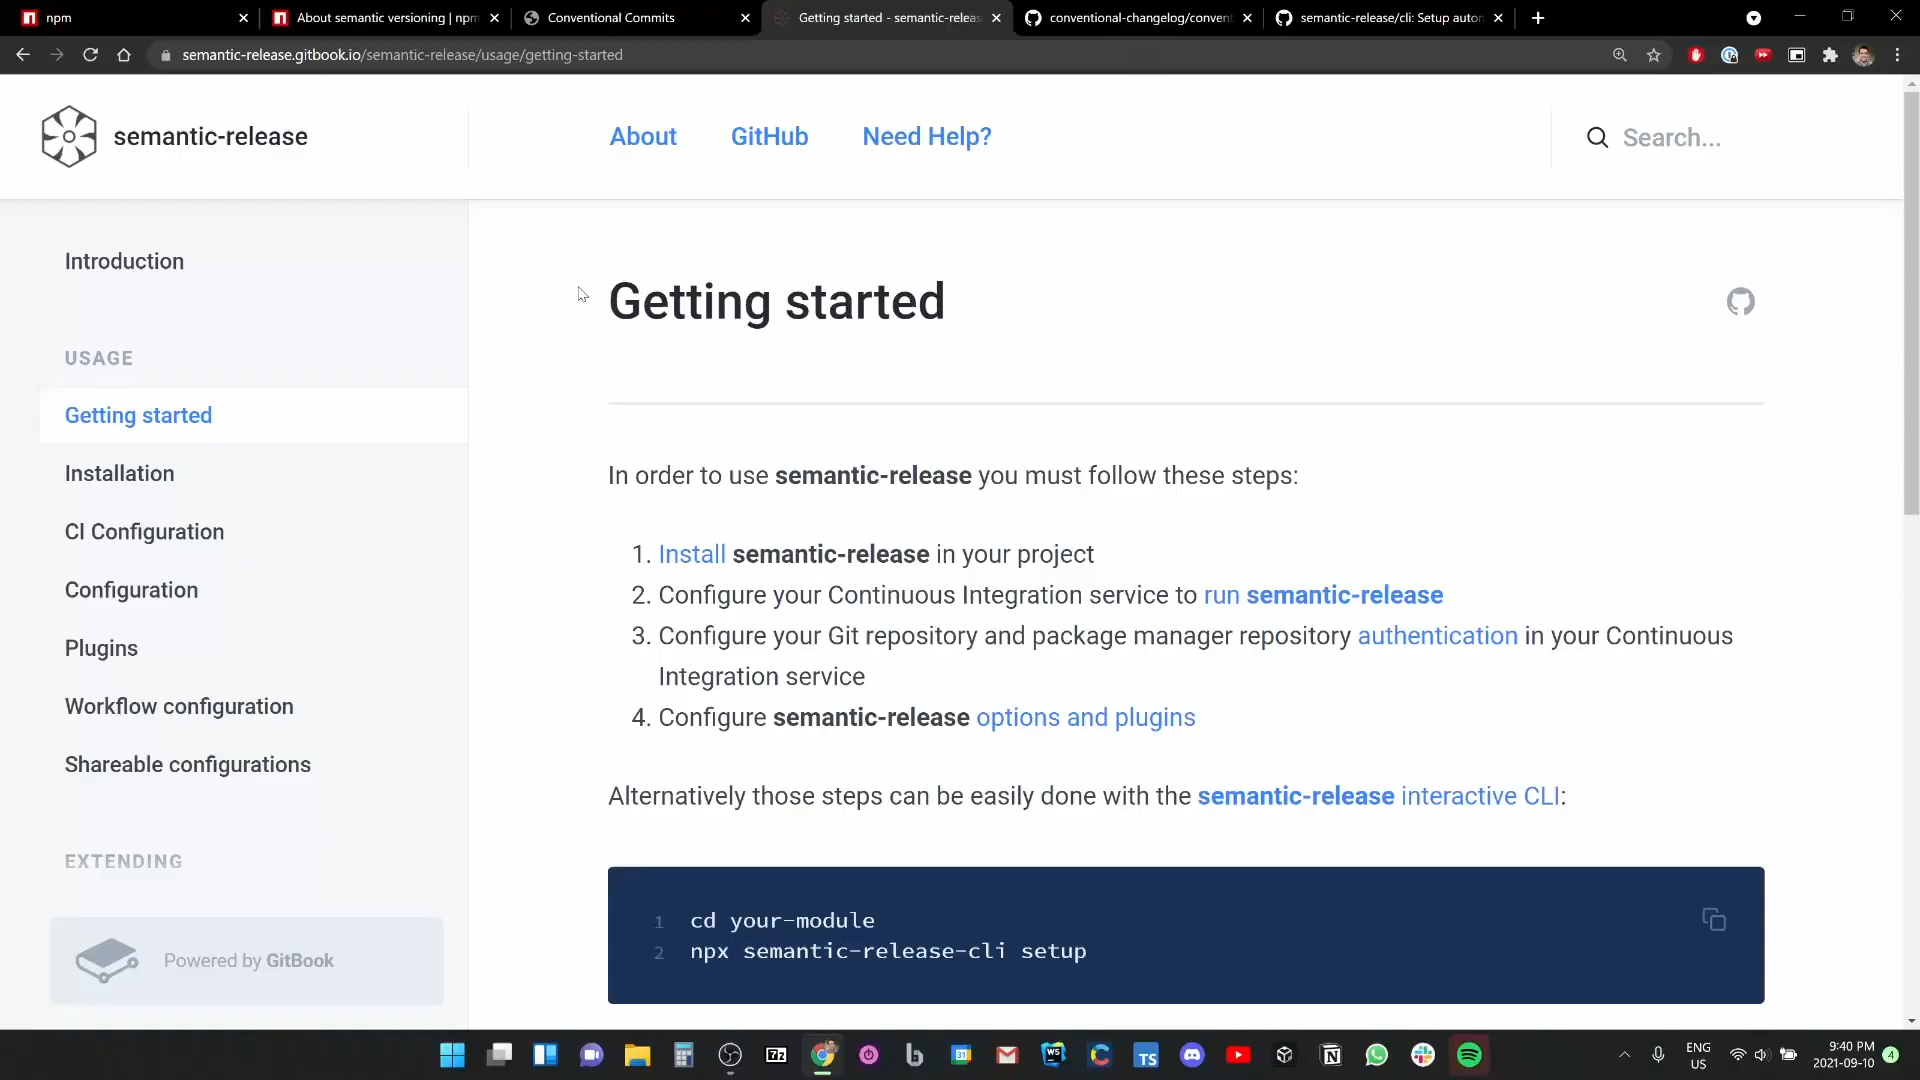 npm
About semantic versioning | npm
Conventional Commits
Getting started - semantic-releas
conventional-changelog/convent
semantic-release/cli: Setup autor
semantic-release.gitbook.io/semantic-release/usage/getting-started
semantic-release
About
GitHub
Need Help?
Search...
Introduction
USAGE
Getting started
Installation
CI Configuration
Configuration
Plugins
Workflow configuration
Shareable configurations
EXTENDING
Powered by GitBook
Getting started
In order to use semantic-release you must follow these steps:
1. Install semantic-release in your project
2. Configure your Continuous Integration service to run semantic-release
3. Configure your Git repository and package manager repository authentication in your Continuous
Integration service
4. Configure semantic-release options and plugins
Alternatively those steps can be easily done with the semantic-release interactive CLI:
1 cd your-module
2 npx semantic-release-cli setup
7z
b
31
WS
C
TS
N
ENG
US
9:40 PM
2021-09-10
4